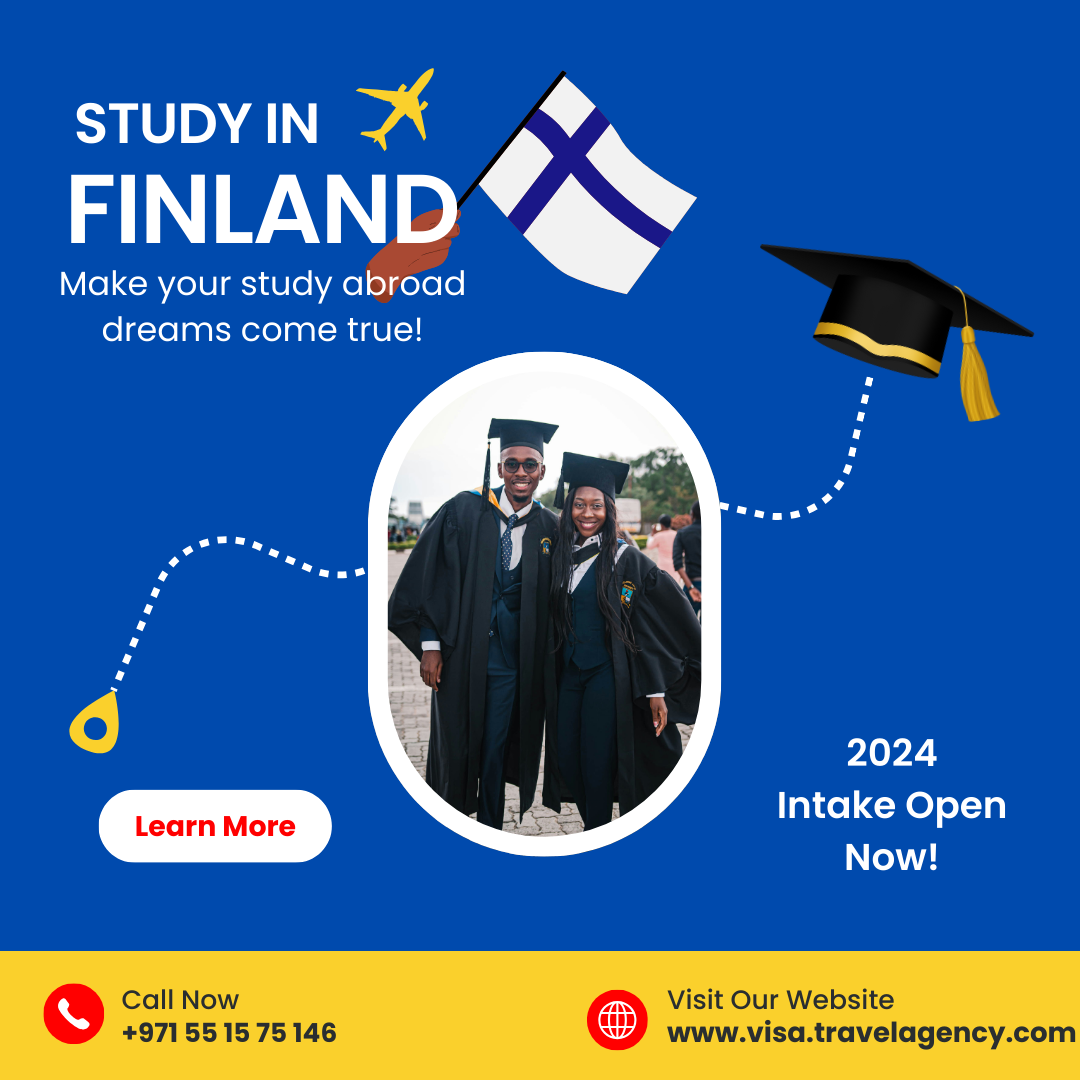 STUDY IN
FINLAND
Make your study abroad
dreams come true!
Learn More
2024
Intake Open
Now!
Call Now
+971 55 15 75 146
Visit Our Website
www.visa.travelagency.com